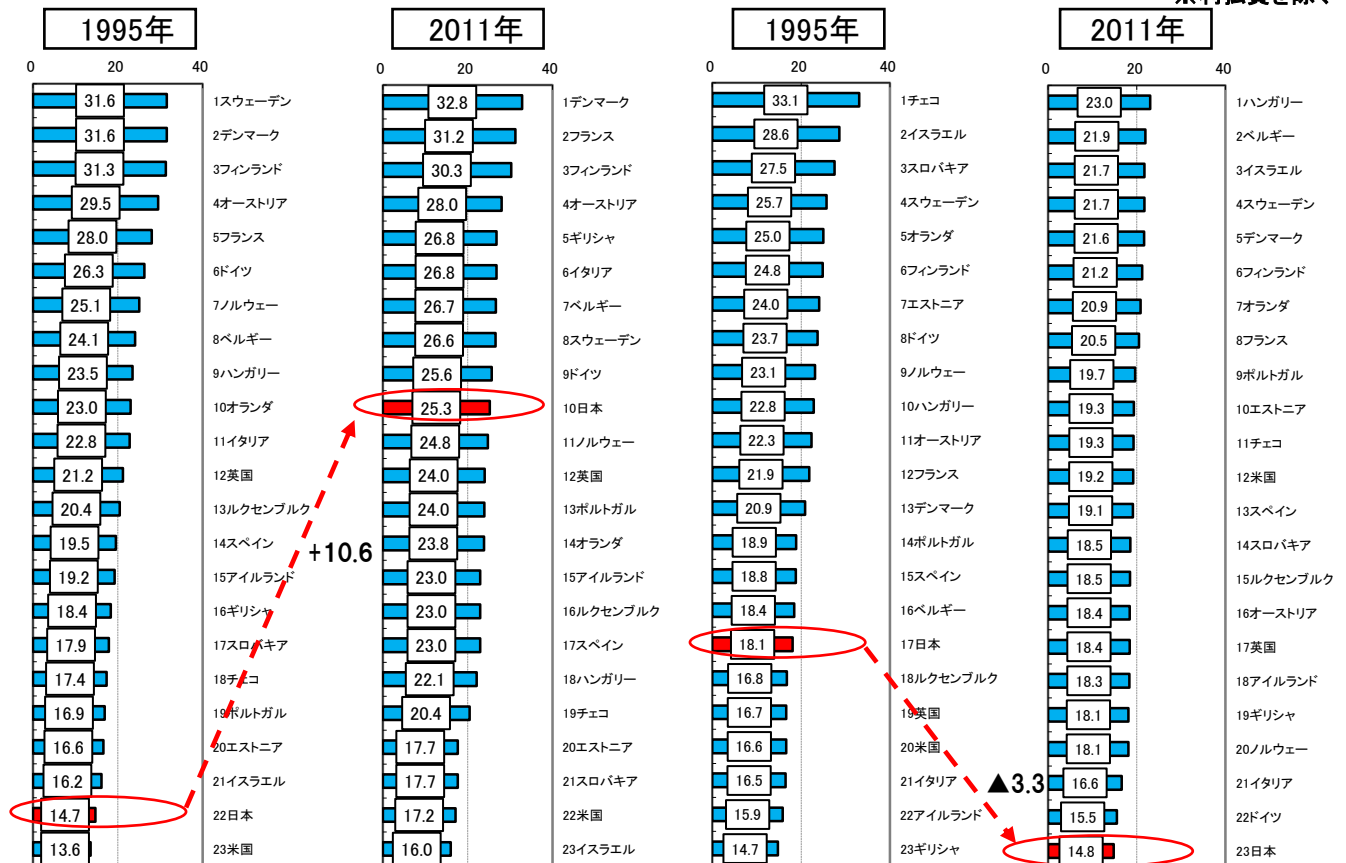 1995年
0 20 40
31.6 1スウェーデン
31.6 2デンマーク
31.3 3フィンランド
29.5 4オーストリア
28.0 5フランス
26.3 6ドイツ
25.1 7ノルウェー
24.1 8ベルギー
23.5 9ハンガリー
23.0 10オランダ
22.8 11イタリア
21.2 12英国
20.4 13ルクセンブルク
19.5 14スペイン
19.2 15アイルランド
18.4 16ギリシャ
17.9 17スロバキア
17.4 18チェコ
16.9 19ポルトガル
16.6 20エストニア
16.2 21イスラエル
14.7 22日本
13.6 23米国
+10.6
2011年
0 20 40
32.8 1デンマーク
31.2 2フランス
30.3 3フィンランド
28.0 4オーストリア
26.8 5ギリシャ
26.8 6イタリア
26.7 7ベルギー
26.6 8スウェーデン
25.6 9ドイツ
25.3 10日本
24.8 11ノルウェー
24.0 12英国
24.0 13ポルトガル
23.8 14オランダ
23.0 15アイルランド
23.0 16ルクセンブルク
23.0 17スペイン
22.1 18ハンガリー
20.4 19チェコ
17.7 20エストニア
17.7 21スロバキア
17.2 22米国
16.0 23イスラエル
1995年
0 20 40
33.1 1チェコ
28.6 2イスラエル
27.5 3スロバキア
25.7 4スウェーデン
25.0 5オランダ
24.8 6フィンランド
24.0 7エストニア
23.7 8ドイツ
23.1 9ノルウェー
22.8 10ハンガリー
22.3 11オーストリア
21.9 12フランス
20.9 13デンマーク
18.9 14ポルトガル
18.8 15スペイン
18.4 16ベルギー
18.1 17日本
16.8 18ルクセンブルク
16.7 19英国
16.6 20米国
16.5 21イタリア
15.9 22アイルランド
14.7 23ギリシャ
▲3.3
2011年
0 20 40
23.0 1ハンガリー
21.9 2ベルギー
21.7 3イスラエル
21.7 4スウェーデン
21.6 5デンマーク
21.2 6フィンランド
20.9 7オランダ
20.5 8フランス
19.7 9ポルトガル
19.3 10エストニア
19.3 11チェコ
19.2 12米国
19.1 13スペイン
18.5 14スロバキア
18.5 15ルクセンブルク
18.4 16オーストリア
18.4 17英国
18.3 18アイルランド
18.1 19ギリシャ
18.1 20ノルウェー
16.6 21イタリア
15.5 22ドイツ
14.8 23日本